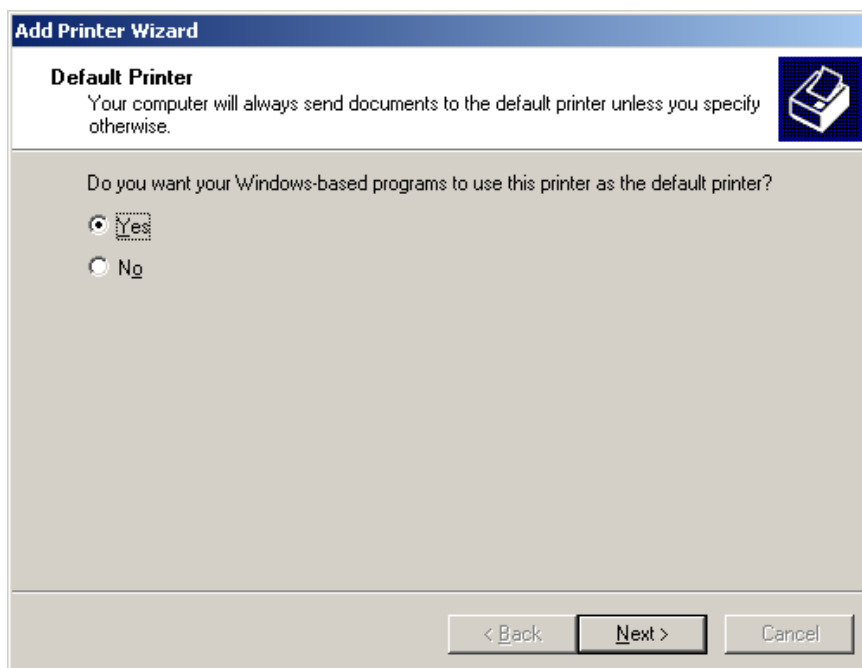 Add Printer Wizard
Default Printer
Your computer will always send documents to the default printer unless you specify
otherwise.
Do you want your Windows-based programs to use this printer as the default printer?
Yes
No
< Back
Next >
Cancel